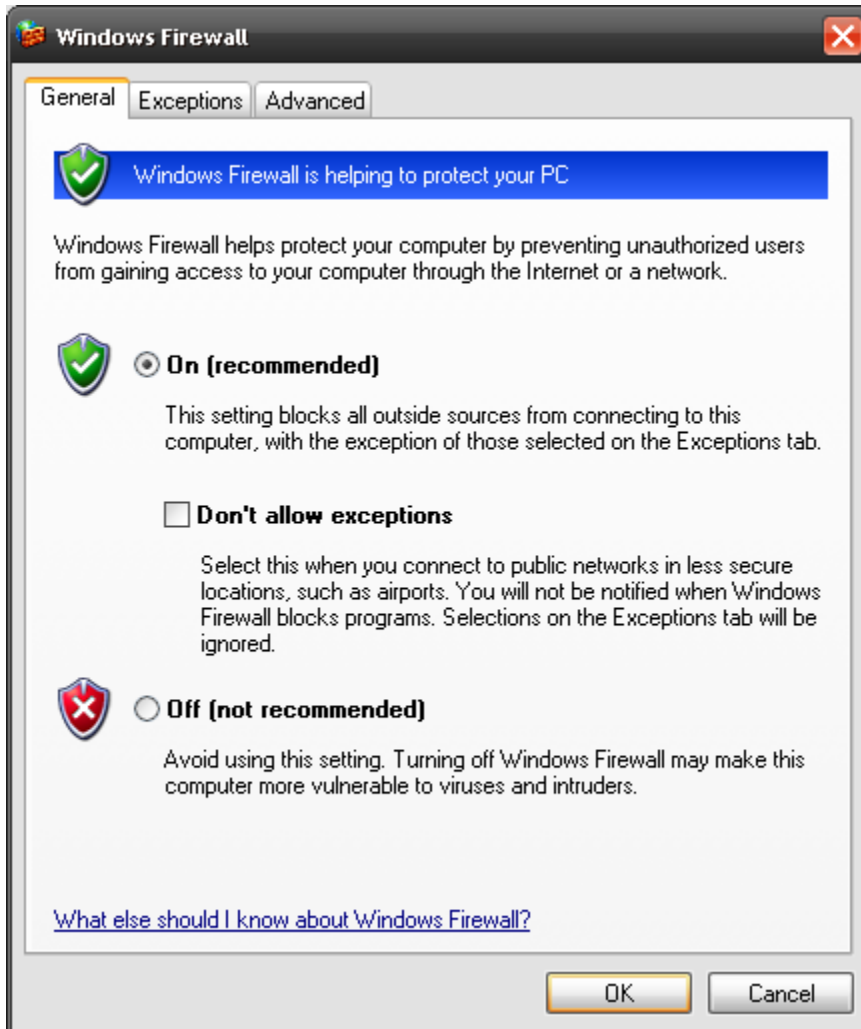 Windows Firewall
General
Exceptions
Advanced
Windows Firewall is helping to protect your PC
Windows Firewall helps protect your computer by preventing unauthorized users
from gaining access to your computer through the Internet or a network.
On (recommended)
This setting blocks all outside sources from connecting to this
computer, with the exception of those selected on the Exceptions tab.
Don't allow exceptions
Select this when you connect to public networks in less secure
locations, such as airports. You will not be notified when Windows
Firewall blocks programs. Selections on the Exceptions tab will be
ignored.
Off (not recommended)
Avoid using this setting. Turning off Windows Firewall may make this
computer more vulnerable to viruses and intruders.
What else should I know about Windows Firewall?
OK
Cancel